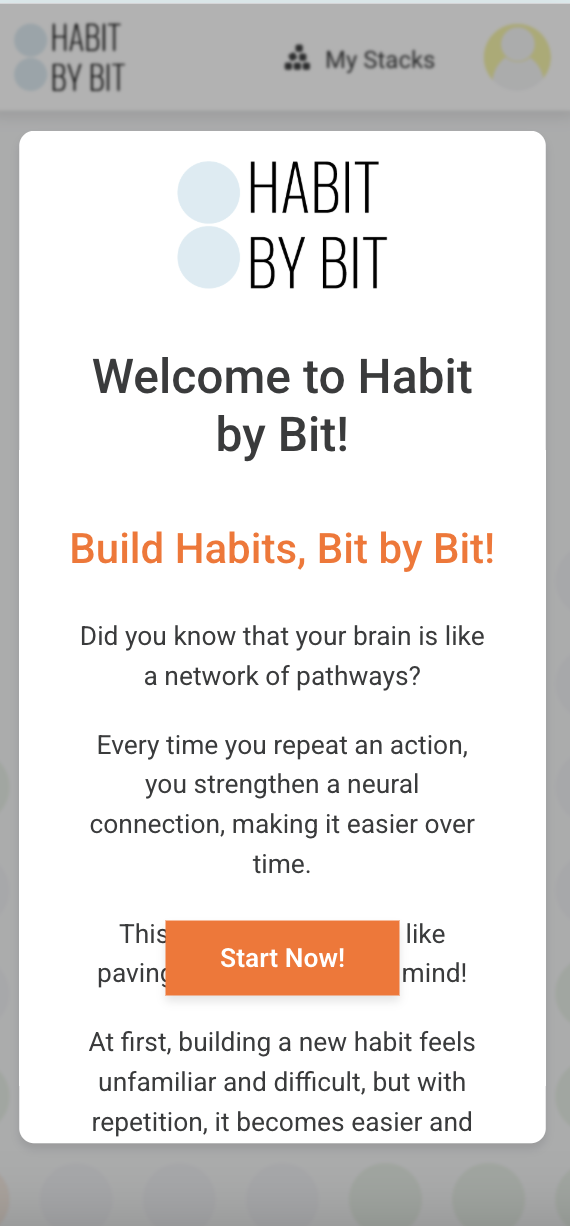 HABIT
BY BIT
My Stacks
HABIT
BY BIT
Welcome to Habit
by Bit!
Build Habits, Bit by Bit!
Did you know that your brain is like
a network of pathways?
Every time you repeat an action,
you strengthen a neural
connection, making it easier over
time.
This like
paving mind!
Start Now!
At first, building a new habit feels
unfamiliar and difficult, but with
repetition, it becomes easier and